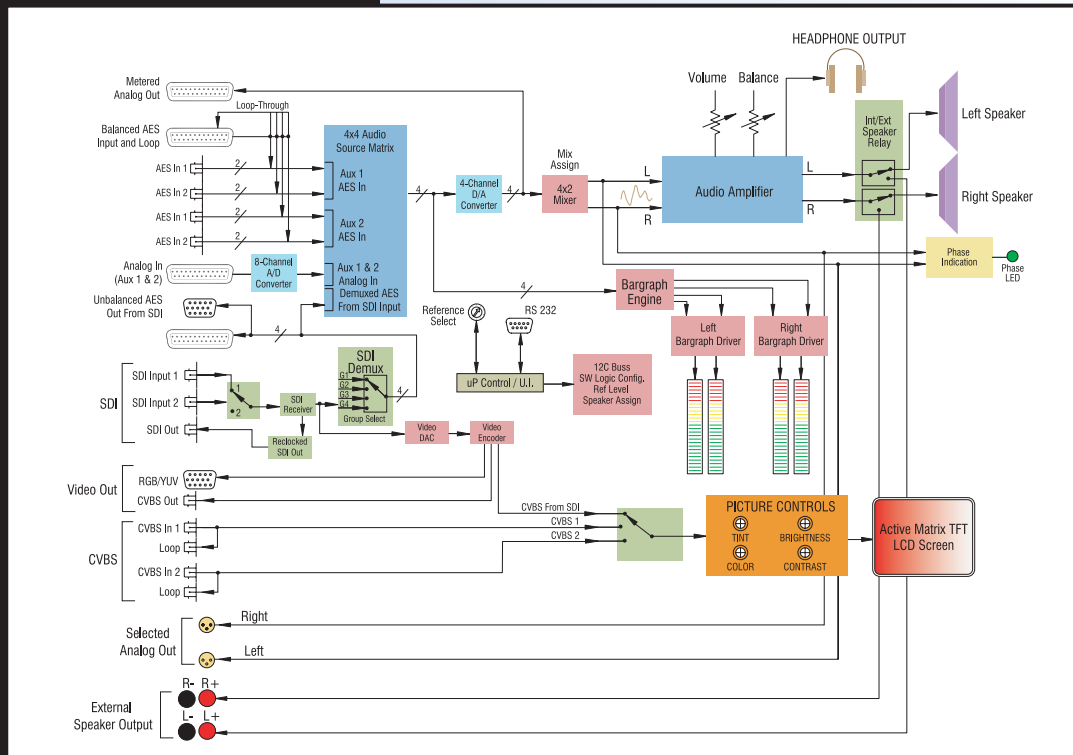 HEADPHONE OUTPUT
Metered
Analog Out
Loop-Through
Balanced AES
Input and Loop
AES In 1
2
AES In 2
2
AES In 1
2
AES In 2
2
4x4 Audio
Source Matrix
Aux 1
AES In
Aux 2
AES In
Aux 1 & 2
Analog In
Demuxed AES
From SDI Input
Analog In
(Aux 1 & 2)
8-Channel
A/D
Converter
Unbalanced AES
Out From SDI
4
4
4-Channel
D/A
Converter
4
Mix
Assign
4x2
Mixer
L
R
Volume
Balance
Audio Amplifier
L
R
Int/Ext
Speaker
Relay
Left Speaker
Right Speaker
Phase
Indication
Phase
LED
4
Bargraph
Engine
Left
Bargraph Driver
Right
Bargraph Driver
Reference
Select
RS 232
uP Control / U.I.
12C Buss
SW Logic Config.
Ref Level
Speaker Assign
SDI
SDI Input 1
SDI Input 2
SDI Out
1
2
SDI
Receiver
Reclocked
SDI Out
SDI
Demux
G1
G2
G3
G4
Group Select
4
Video
DAC
Video
Encoder
Video Out
RGB/YUV
CVBS Out
CVBS
CVBS In 1
Loop
CVBS In 2
Loop
CVBS From SDI
CVBS 1
CVBS 2
PICTURE CONTROLS
TINT
BRIGHTNESS
COLOR
CONTRAST
Active Matrix TFT
LCD Screen
Selected
Analog Out
Right
Left
External
Speaker Output
R- R+
L- L+